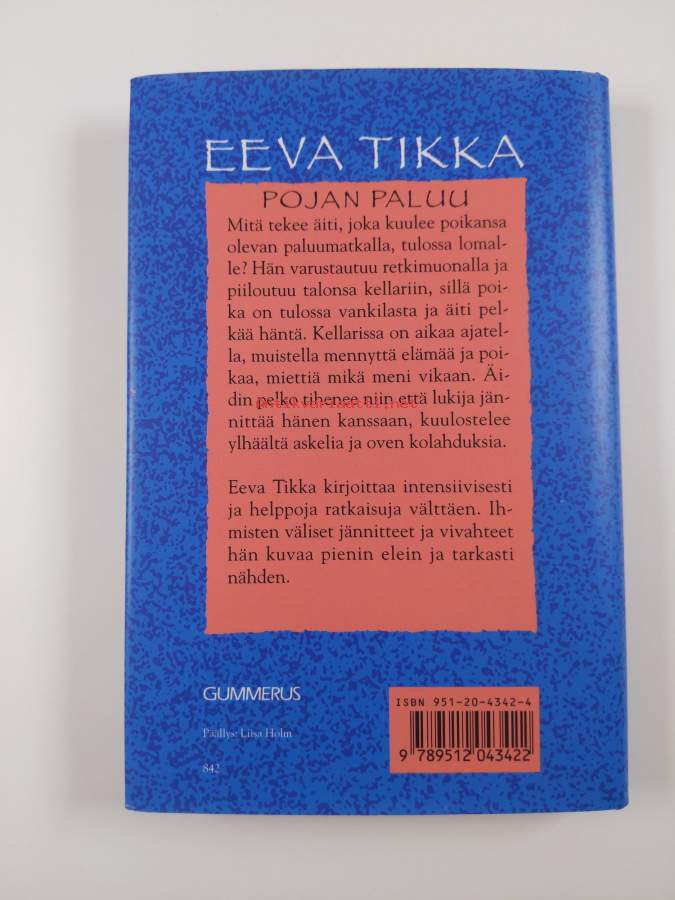 EEVA TIKKA
POJAN PALUU
Mitä tekee äiti, joka kuulee poikansa
olevan paluumatkalla, tulossa lomal-
le? Hän varustautuu retkimuonalla ja
piiloutuu talonsa kellariin, sillä poi-
ka on tulossa vankilasta ja äiti pel-
kää häntä. Kellarissa on aikaa ajatel-
la, muistella mennyttä elämää ja poi-
kaa, miettiä mikä meni vikaan. Äi-
din pelko tihenee niin että lukija jän-
nittää hänen kanssaan, kuulostelee
ylhäältä askelia ja oven kolahduksia.
Eeva Tikka kirjoittaa intensiivisesti
ja helppoja ratkaisuja välttäen. Ih-
misten väliset jännitteet ja vivahteet
hän kuvaa pienin elein ja tarkasti
nähden.
GUMMERUS
Päällys: Liisa Holm
842
ISBN 951-20-4342-4
9 789512 043422